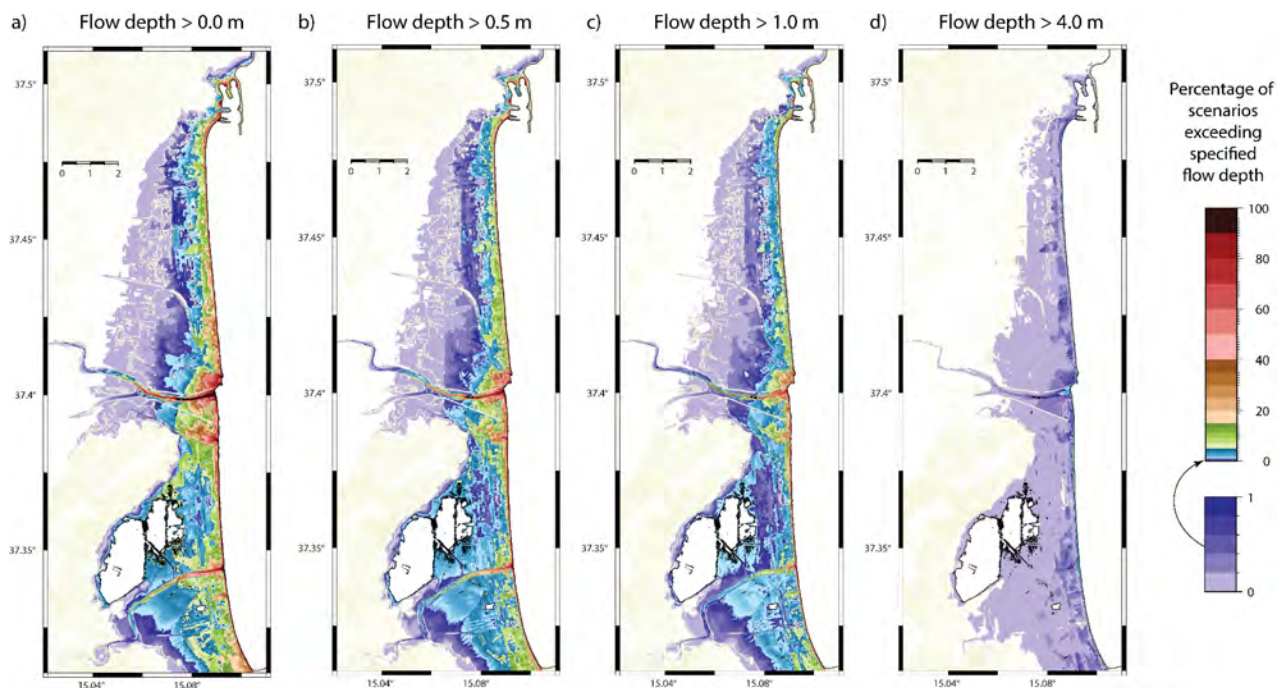 a) Flow depth > 0.0 m
b) Flow depth > 0.5 m
c) Flow depth > 1.0 m
d) Flow depth > 4.0 m
37.5°
37.45°
37.4°
37.35°
0 1 2
15.04° 15.08°
37.5°
37.45°
37.4°
37.35°
0 1 2
15.04° 15.08°
37.5°
37.45°
37.4°
37.35°
0 1 2
15.04° 15.08°
37.5°
37.45°
37.4°
37.35°
0 1 2
15.04° 15.08°
Percentage of
scenarios
exceeding
specified
flow depth
100
80
60
40
20
0
1
0